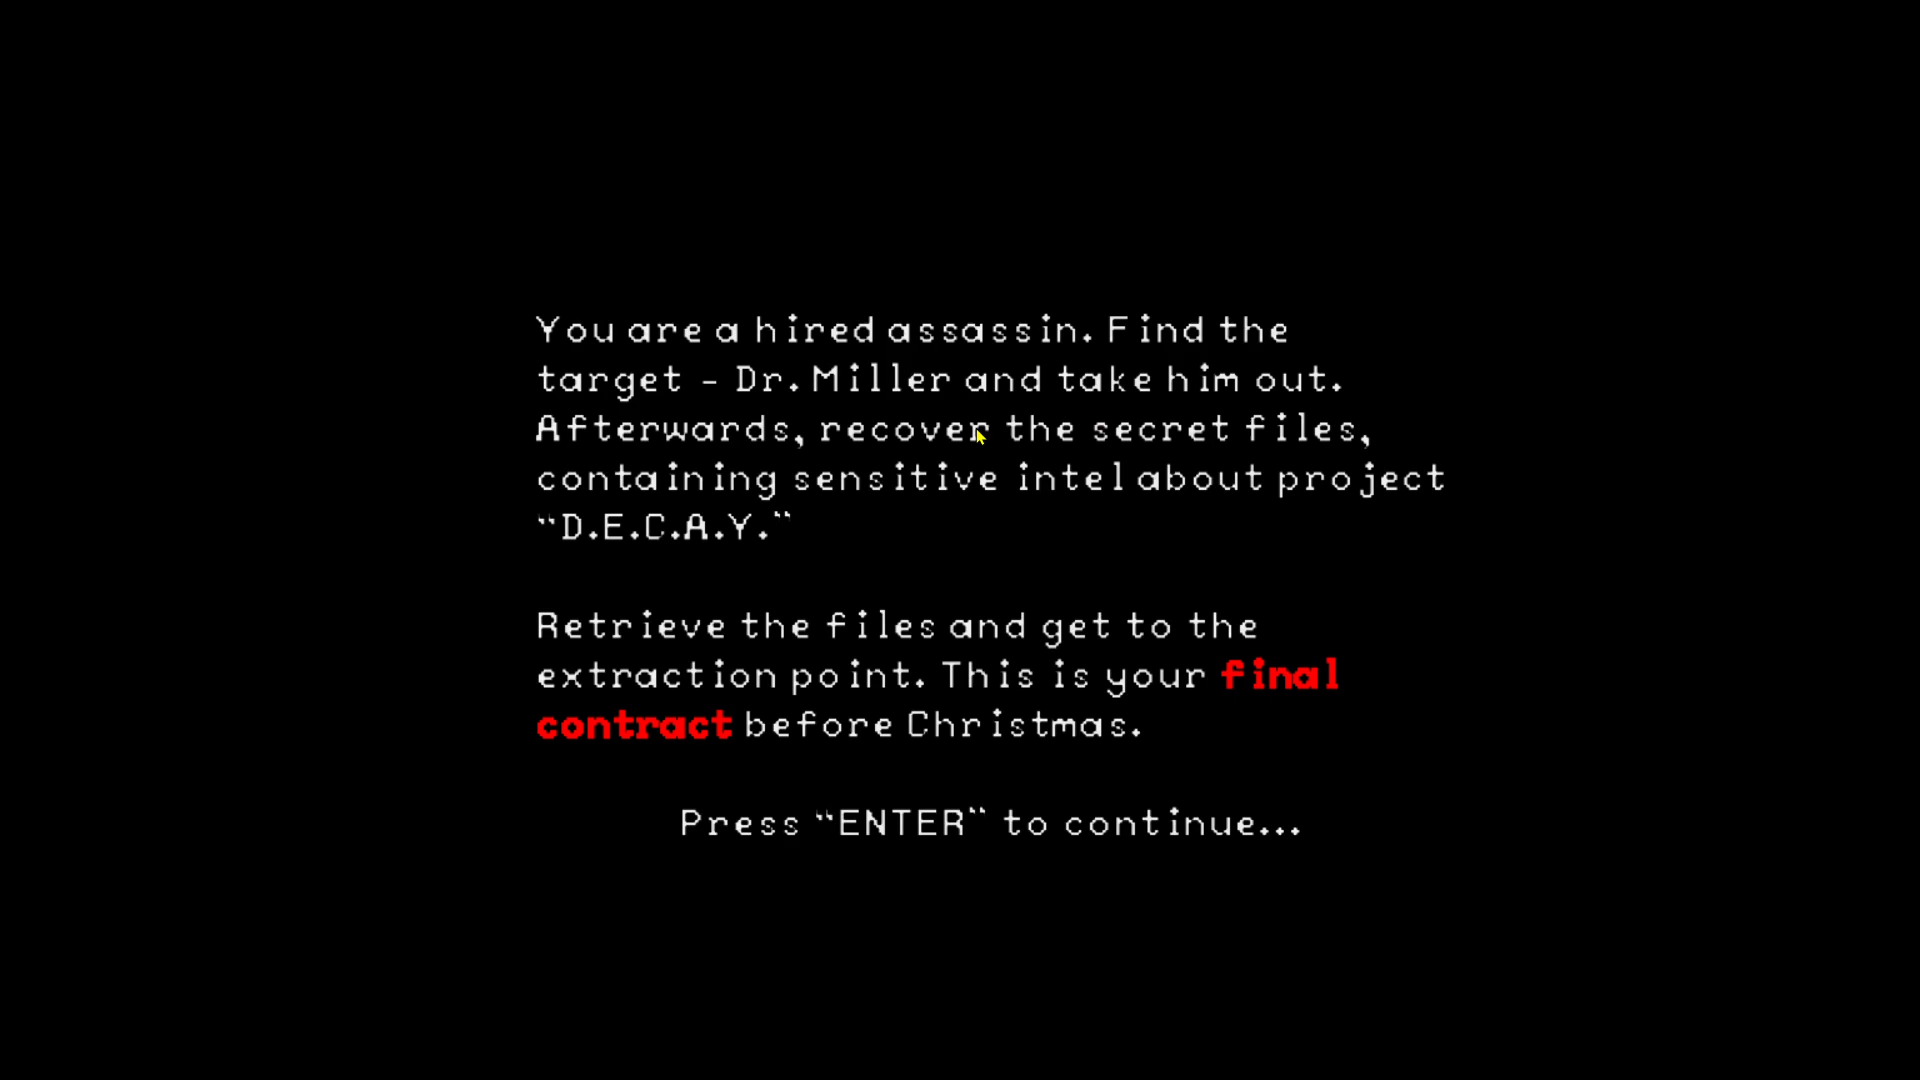 You are a hired assassin. Find the
target - Dr. Miller and take him out.
Afterwards, recover the secret files,
containing sensitive intel about project
“D.E.C.A.Y.”
Retrieve the files and get to the
extraction point. This is your final
contract before Christmas.
Press “ENTER” to continue...